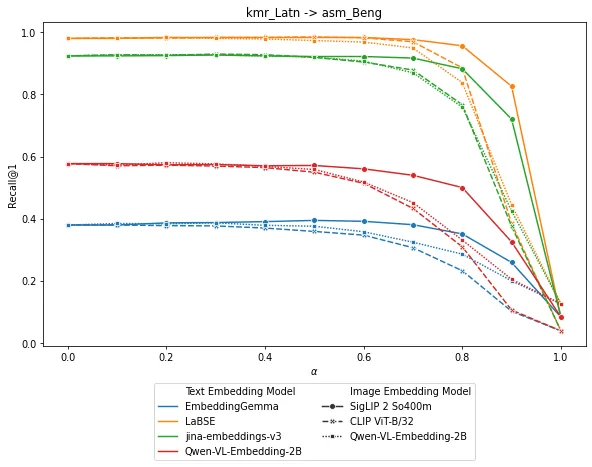 kmr_Latn -> asm_Beng
Recall@1
1.0
0.8
0.6
0.4
0.2
0.0
0.0 0.2 0.4 0.6 0.8 1.0
α
Text Embedding Model
EmbeddingGemma
LaBSE
jina-embeddings-v3
Qwen-VL-Embedding-2B
Image Embedding Model
SigLIP 2 So400m
CLIP ViT-B/32
Qwen-VL-Embedding-2B